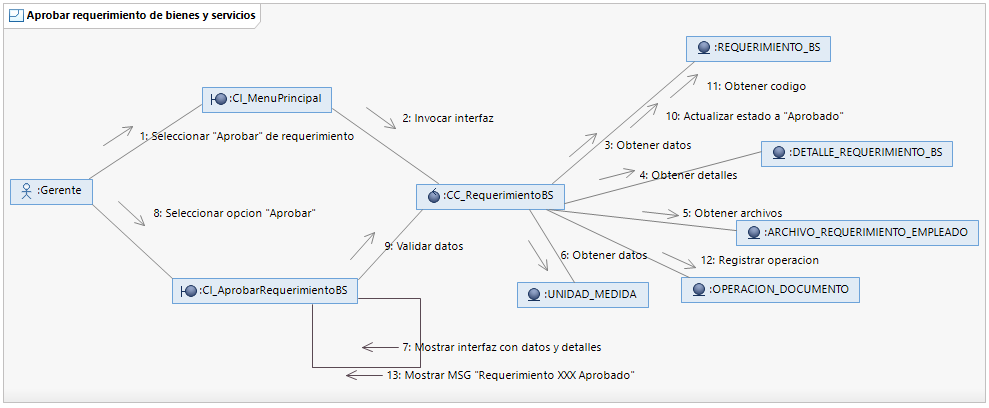 Aprobar requerimiento de bienes y servicios
:REQUERIMIENTO_BS
11: Obtener codigo
:CI_MenuPrincipal
2: Invocar interfaz
10: Actualizar estado a "Aprobado"
1: Seleccionar "Aprobar" de requerimiento
3: Obtener datos
:DETALLE_REQUERIMIENTO_BS
4: Obtener detalles
:Gerente
:CC_RequerimientoBS
8: Seleccionar opcion "Aprobar"
5: Obtener archivos
:ARCHIVO_REQUERIMIENTO_EMPLEADO
9: Validar datos
6: Obtener datos
12: Registrar operacion
:CI_AprobarRequerimientoBS
:UNIDAD_MEDIDA
:OPERACION_DOCUMENTO
7: Mostrar interfaz con datos y detalles
13: Mostrar MSG "Requerimiento XXX Aprobado"